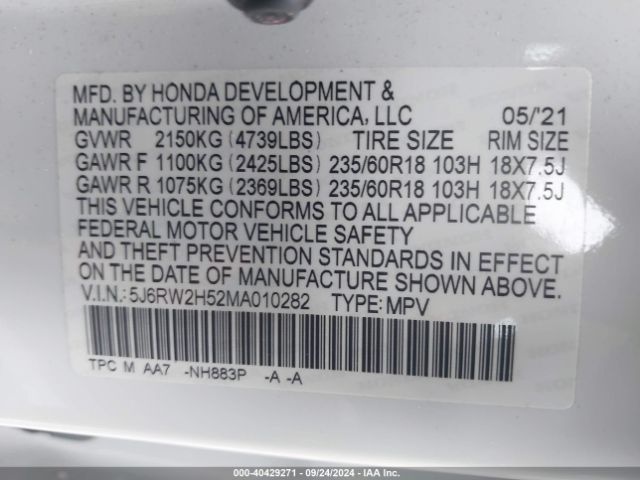 MFD. BY HONDA DEVELOPMENT &
MANUFACTURING OF AMERICA, LLC 05/'21
GVWR 2150KG (4739LBS) TIRE SIZE RIM SIZE
GAWR F 1100KG (2425LBS) 235/60R18 103H 18X7.5J
GAWR R 1075KG (2369LBS) 235/60R18 103H 18X7.5J
THIS VEHICLE CONFORMS TO ALL APPLICABLE
FEDERAL MOTOR VEHICLE SAFETY
AND THEFT PREVENTION STANDARDS IN EFFECT
ON THE DATE OF MANUFACTURE SHOWN ABOVE.
V.I.N.: 5J6RW2H52MA010282 TYPE: MPV
TPC M AA7 -NH883P -A -A
000-40429271 - 09/24/2024 - IAA Inc.